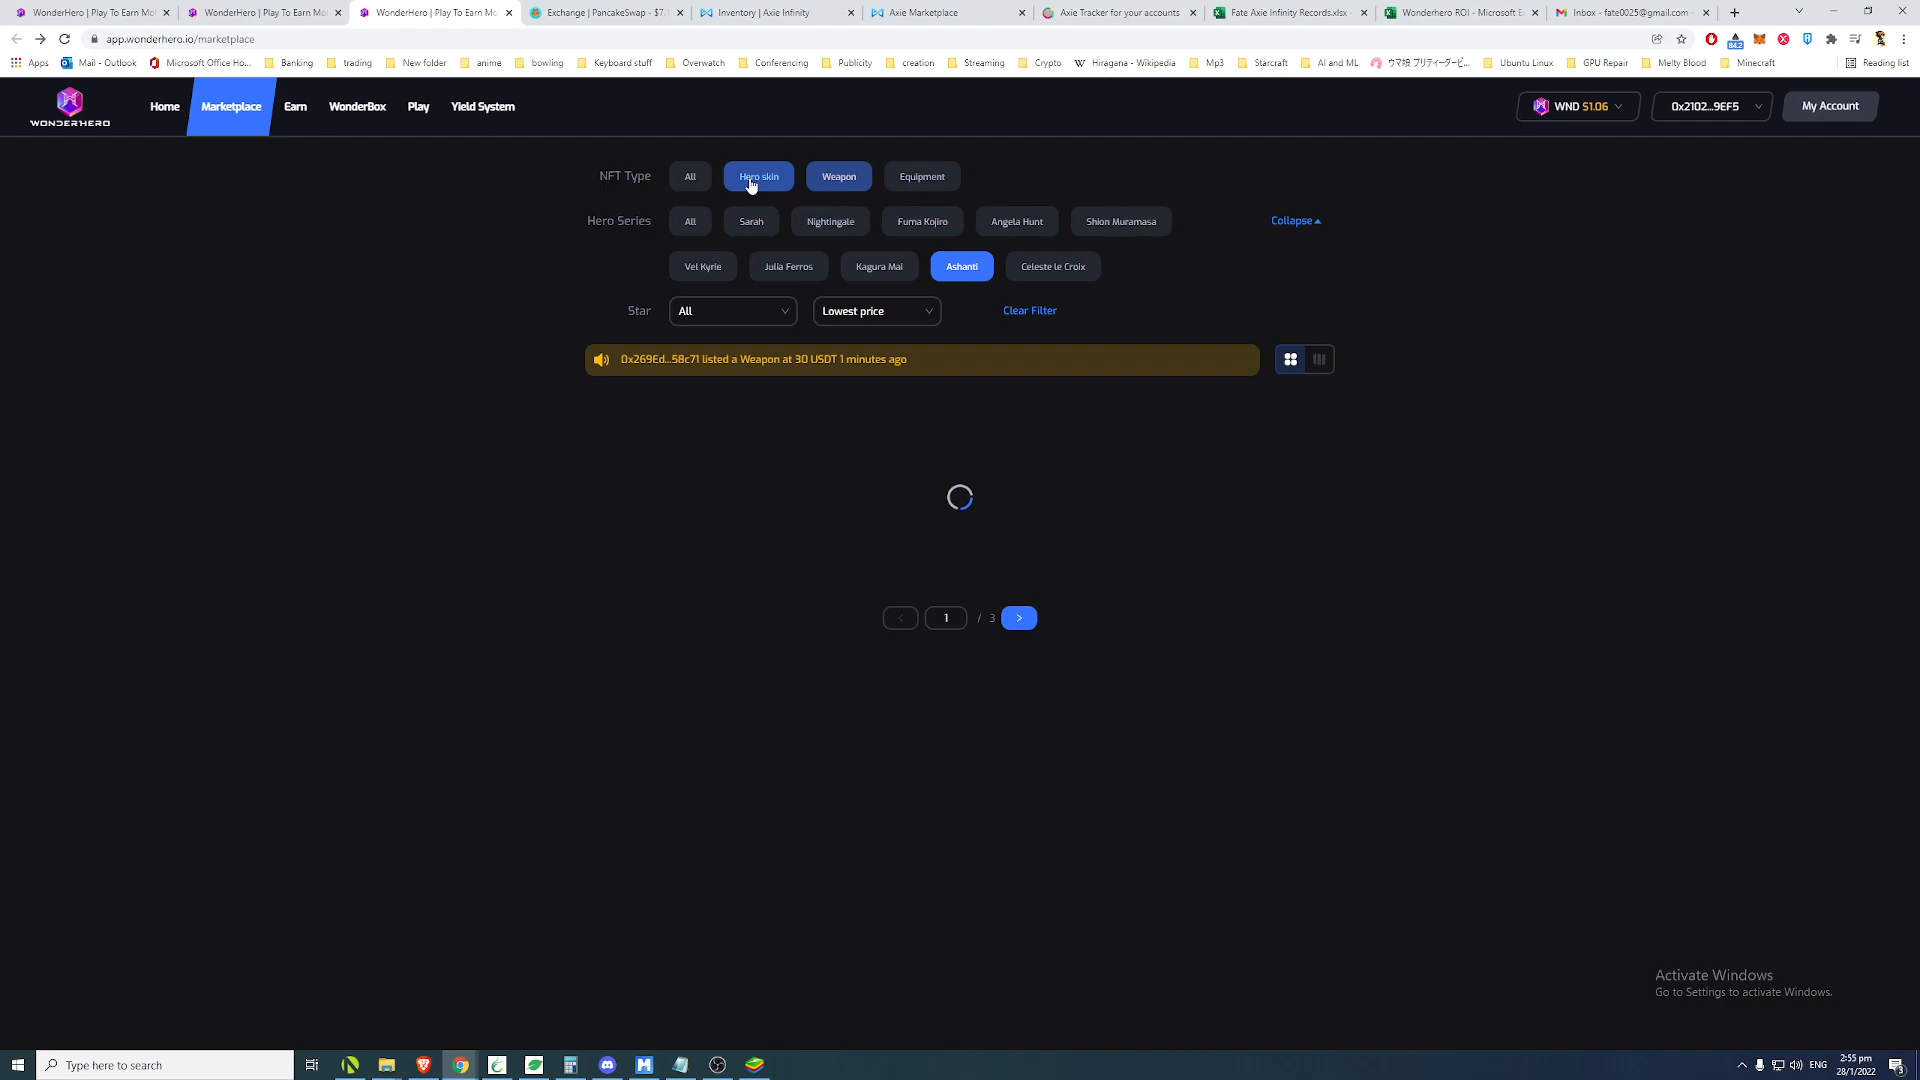 WonderHero | Play To Earn Mo
WonderHero | Play To Earn Mo
WonderHero | Play To Earn Mo
Exchange | PancakeSwap - $7.1
Inventory | Axie Infinity
Axie Marketplace
Axie Tracker for your accounts
Fate Axie Infinity Records.xlsx -
Wonderhero ROI - Microsoft E
Inbox - fate0025@gmail.com -
app.wonderhero.io/marketplace
84.2
Apps
Mail - Outlook
Microsoft Office Ho...
Banking
trading
New folder
anime
bowling
Keyboard stuff
Overwatch
Conferencing
Publicity
creation
Streaming
Crypto
Hiragana - Wikipedia
Mp3
Starcraft
AI and ML
ウマ娘 プリティーダービ...
Ubuntu Linux
GPU Repair
Melty Blood
Minecraft
Reading list
WONDERHERO
Home
Marketplace
Earn
WonderBox
Play
Yield System
WND $1.06
0x2102...9EF5
My Account
NFT Type
All
Hero skin
Weapon
Equipment
Hero Series
All
Sarah
Nightingale
Fuma Kojiro
Angela Hunt
Shion Muramasa
Collapse
Vel Kyrie
Julia Ferros
Kagura Mai
Ashanti
Celeste le Croix
Star
All
Lowest price
Clear Filter
0x269Ed...58c71 listed a Weapon at 30 USDT 1 minutes ago
< 1 / 3 >
Activate Windows
Go to Settings to activate Windows.
Type here to search
ENG
2:55 pm
28/1/2022
3